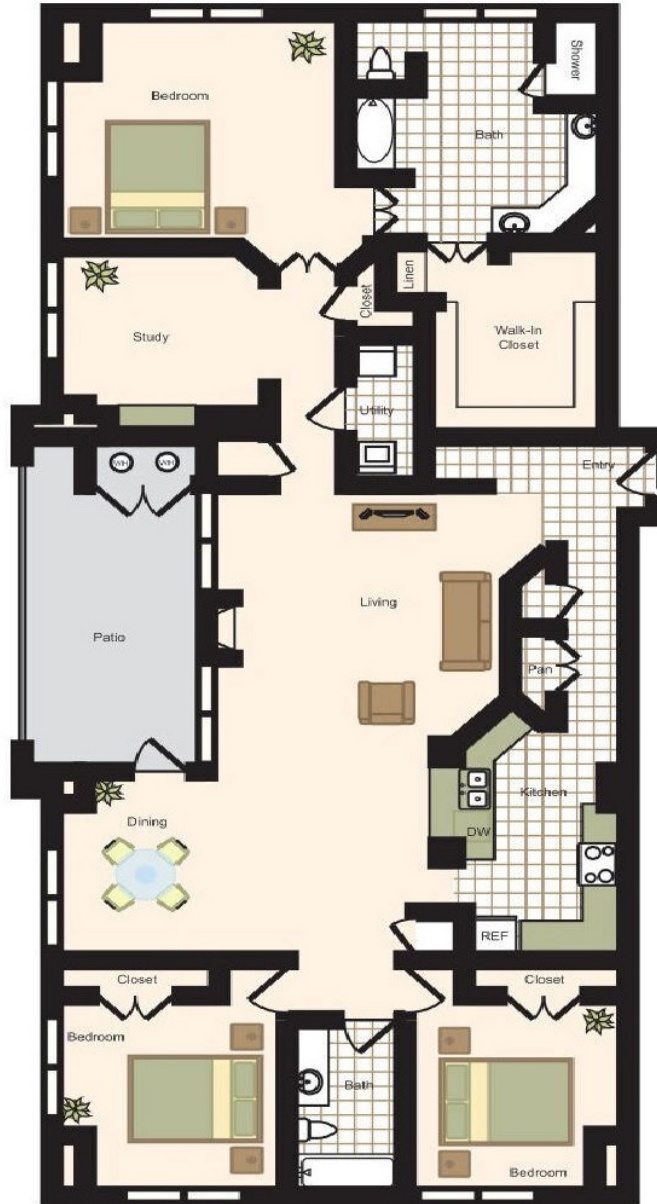 Shower
Bedroom
Bath
Linen
Closet
Study
Walk-In
Closet
Utility
WH
WH
Entry
Living
Patio
Pan
Kitchen
Dining
DW
REF
Closet
Closet
Bedroom
Bath
Bedroom